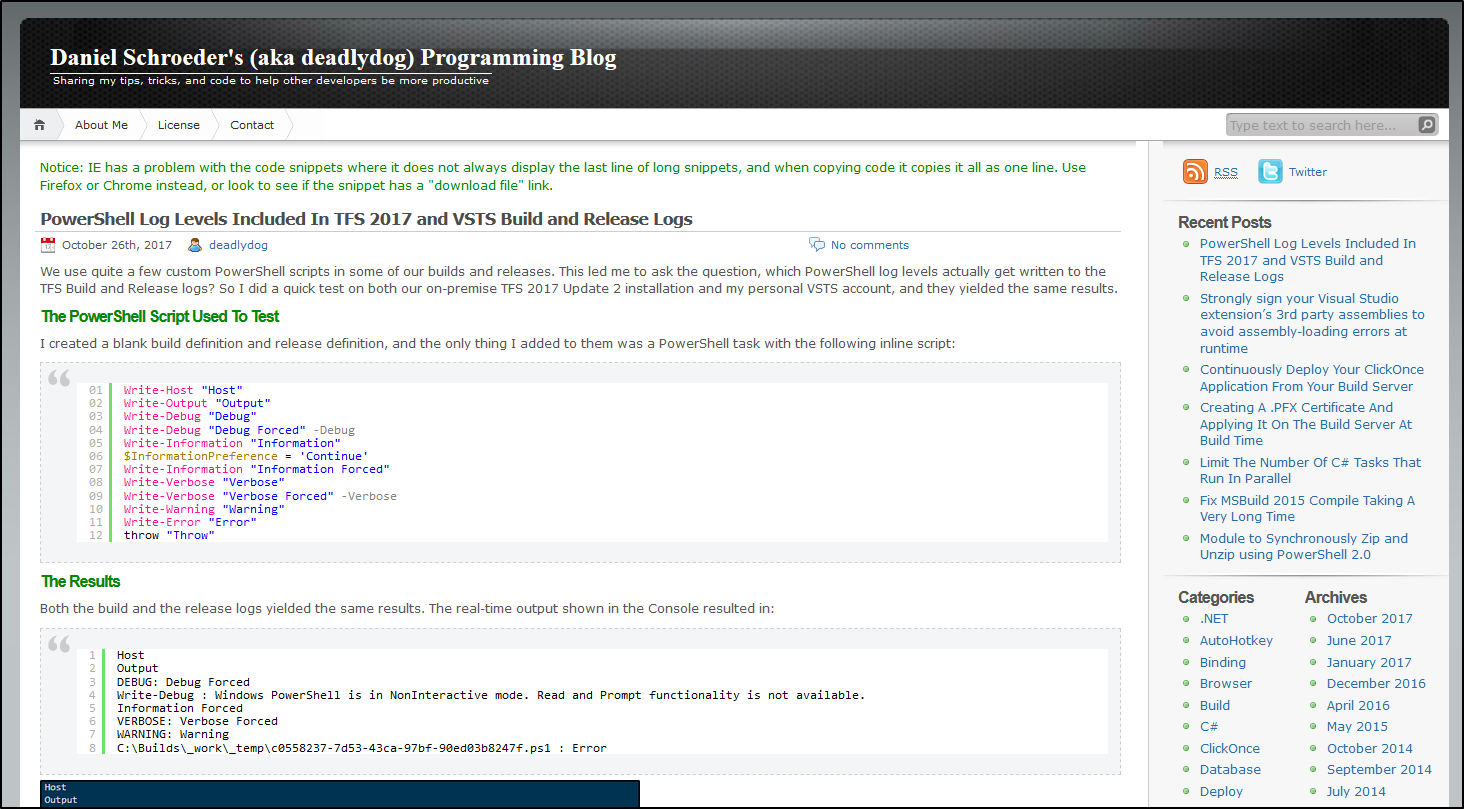 Daniel Schroeder's (aka deadlydog) Programming Blog
Sharing my tips, tricks, and code to help other developers be more productive
About Me
License
Contact
Type text to search here...
Notice: IE has a problem with the code snippets where it does not always display the last line of long snippets, and when copying code it copies it all as one line. Use
Firefox or Chrome instead, or look to see if the snippet has a "download file" link.
PowerShell Log Levels Included In TFS 2017 and VSTS Build and Release Logs
October 26th, 2017
deadlydog
No comments
We use quite a few custom PowerShell scripts in some of our builds and releases. This led me to ask the question, which PowerShell log levels actually get written to the
TFS Build and Release logs? So I did a quick test on both our on-premise TFS 2017 Update 2 installation and my personal VSTS account, and they yielded the same results.
The PowerShell Script Used To Test
I created a blank build definition and release definition, and the only thing I added to them was a PowerShell task with the following inline script:
01 Write-Host "Host"
02 Write-Output "Output"
03 Write-Debug "Debug"
04 Write-Debug "Debug Forced" -Debug
05 Write-Information "Information"
06 $InformationPreference = 'Continue'
07 Write-Information "Information Forced"
08 Write-Verbose "Verbose"
09 Write-Verbose "Verbose Forced" -Verbose
10 Write-Warning "Warning"
11 Write-Error "Error"
12 throw "Throw"
The Results
Both the build and the release logs yielded the same results. The real-time output shown in the Console resulted in:
1 Host
2 Output
3 DEBUG: Debug Forced
4 Write-Debug : Windows PowerShell is in NonInteractive mode. Read and Prompt functionality is not available.
5 Information Forced
6 VERBOSE: Verbose Forced
7 WARNING: Warning
8 C:\Builds\_work\_temp\c0558237-7d53-43ca-97bf-90ed03b8247f.ps1 : Error
Host
Output
RSS
Twitter
Recent Posts
PowerShell Log Levels Included In
TFS 2017 and VSTS Build and
Release Logs
Strongly sign your Visual Studio
extension′s 3rd party assemblies to
avoid assembly-loading errors at
runtime
Continuously Deploy Your ClickOnce
Application From Your Build Server
Creating A .PFX Certificate And
Applying It On The Build Server At
Build Time
Limit The Number Of C# Tasks That
Run In Parallel
Fix MSBuild 2015 Compile Taking A
Very Long Time
Module to Synchronously Zip and
Unzip using PowerShell 2.0
Categories
.NET
AutoHotkey
Binding
Browser
Build
C#
ClickOnce
Database
Deploy
Archives
October 2017
June 2017
January 2017
December 2016
April 2016
May 2015
October 2014
September 2014
July 2014